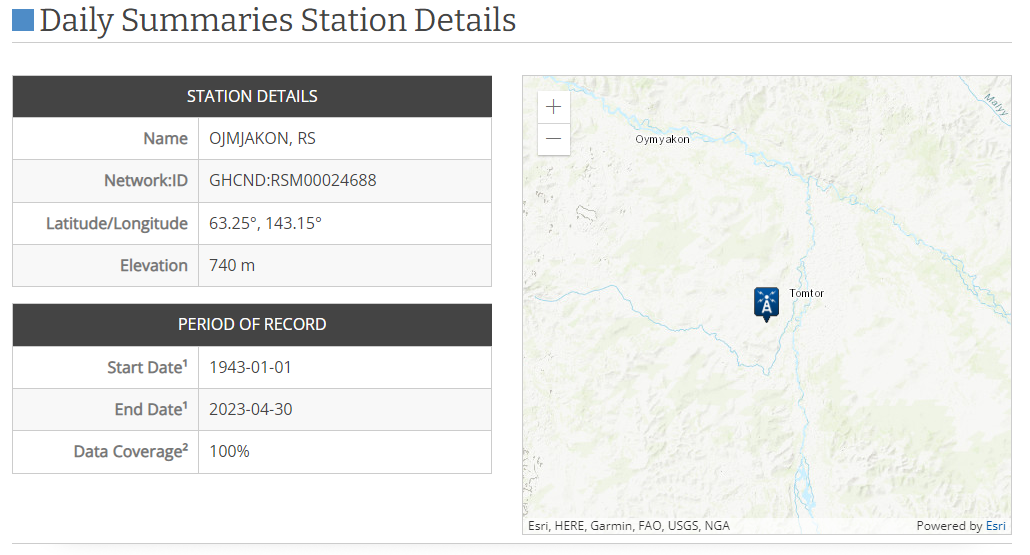 Daily Summaries Station Details
STATION DETAILS
Name OJMJAKON, RS
Network:ID GHCND:RSM00024688
Latitude/Longitude 63.25°, 143.15°
Elevation 740 m
PERIOD OF RECORD
Start Date¹ 1943-01-01
End Date¹ 2023-04-30
Data Coverage² 100%
+
−
Malyy
Oymyakon
Tomtor
Esri, HERE, Garmin, FAO, USGS, NGA
Powered by Esri